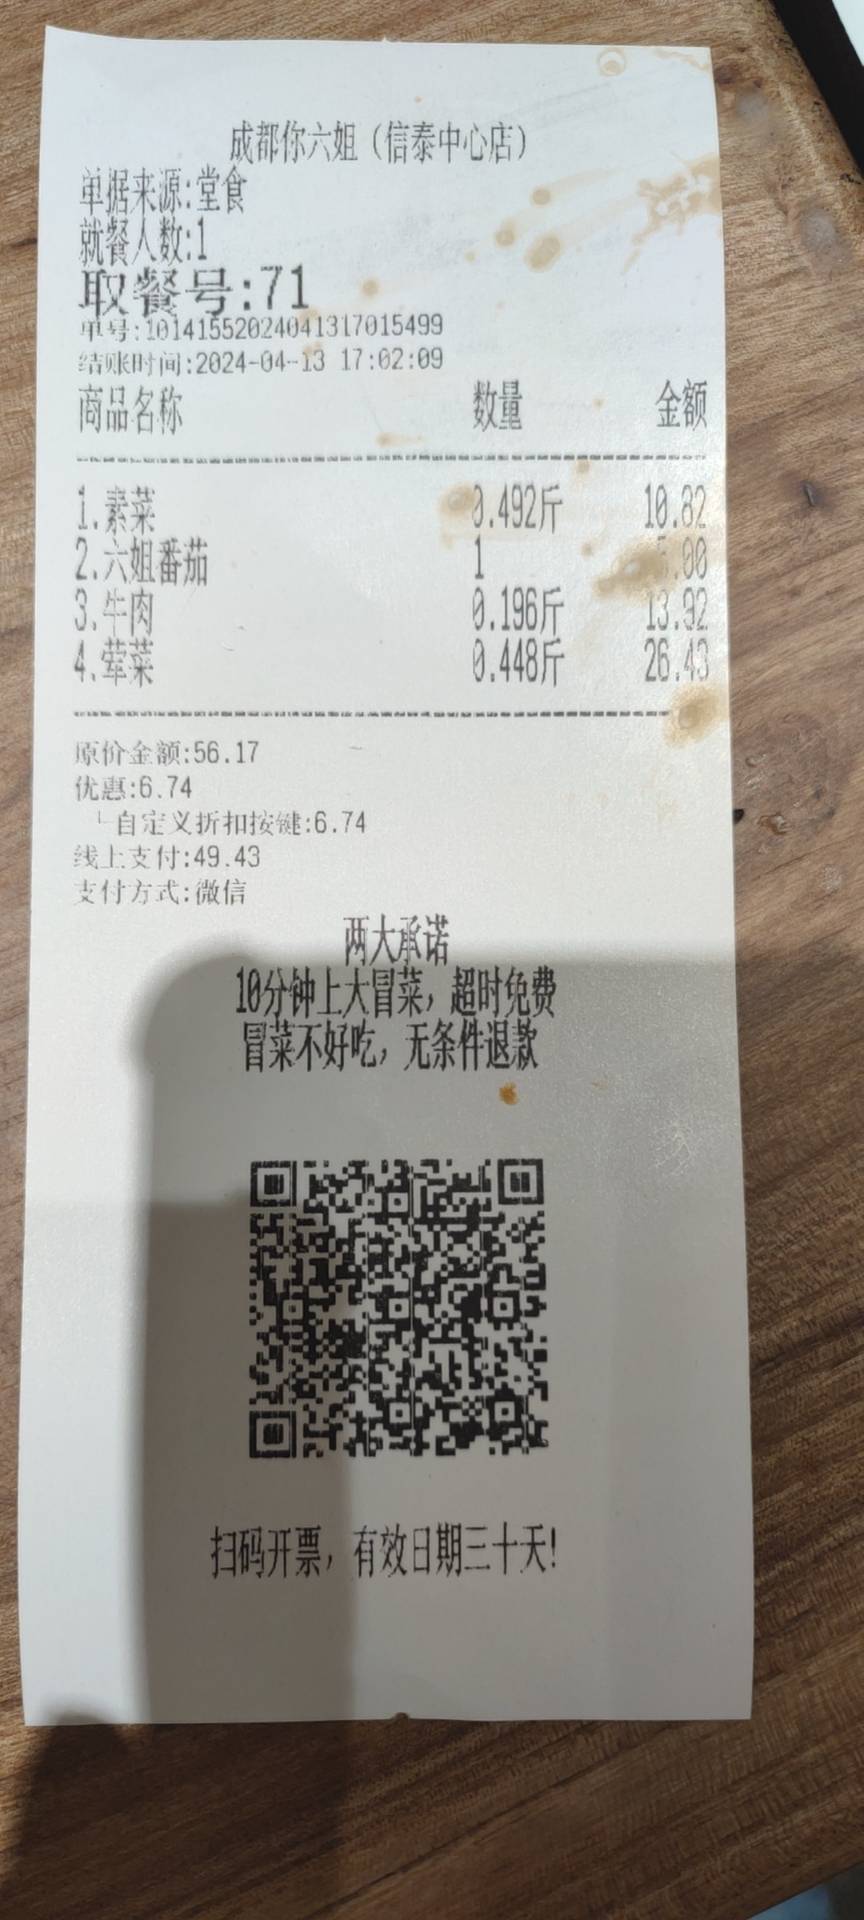 成都你六姐（信泰中心店）
单据来源:堂食
就餐人数:1
取餐号:71
单号:10141552024041317015499
结账时间:2024-04-13 17:02:09
商品名称 数量 金额
1.素菜 0.492斤 10.82
2.六姐番茄 1 5.00
3.牛肉 0.196斤 13.92
4.荤菜 0.448斤 26.43
原价金额:56.17
优惠:6.74
└自定义折扣按键:6.74
线上支付:49.43
支付方式:微信
两大承诺
10分钟上大冒菜，超时免费
冒菜不好吃，无条件退款
扫码开票，有效日期三十天!